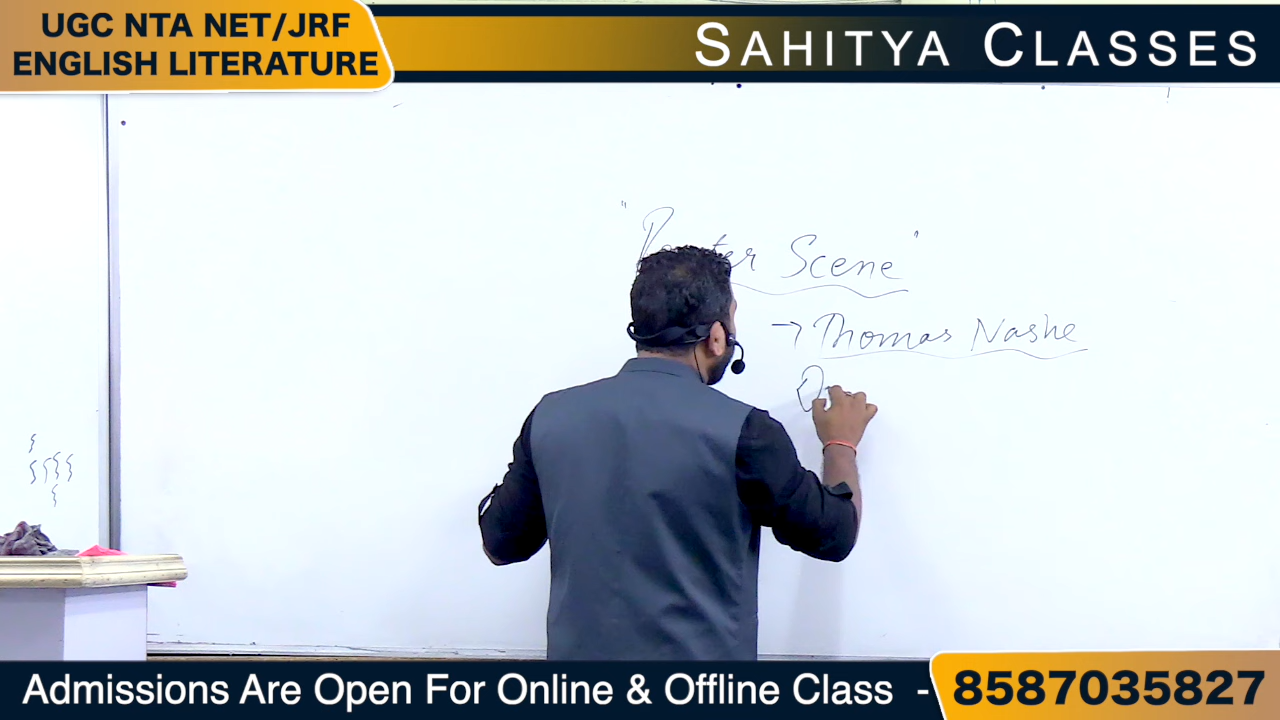 UGC NTA NET/JRF
ENGLISH LITERATURE
SAHITYA CLASSES
Scene"
→ Thomas Nashe
Admissions Are Open For Online & Offline Class - 8587035827